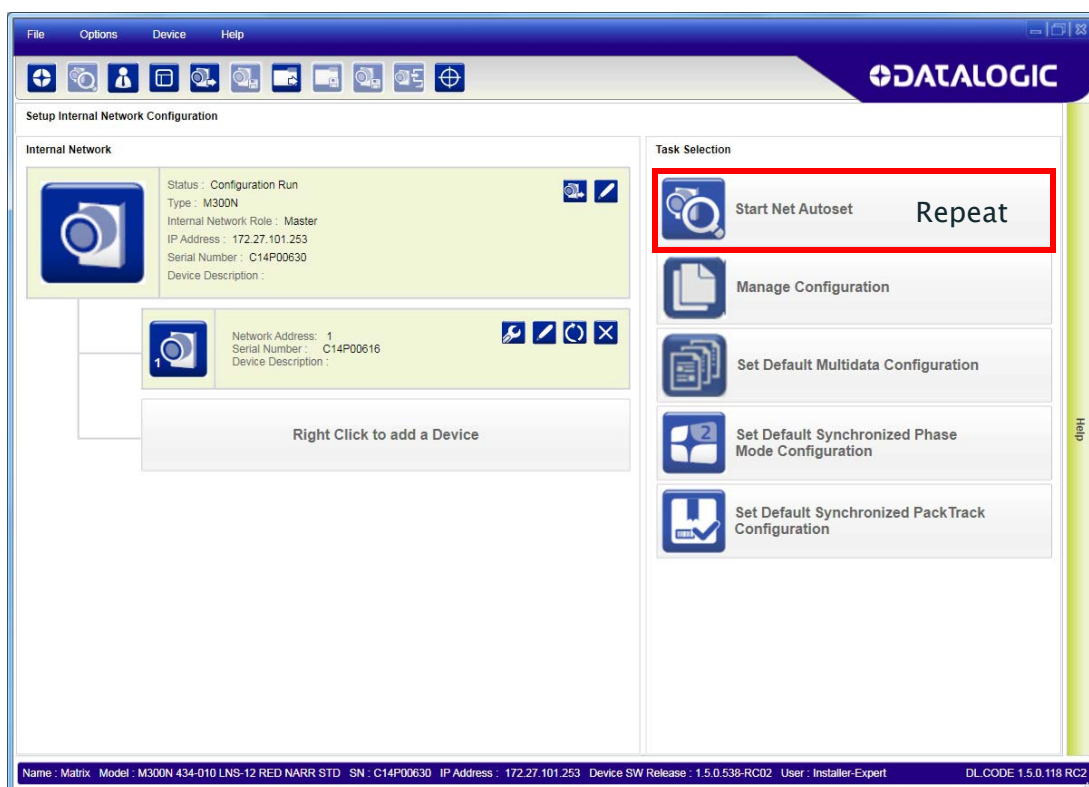 File Options Device Help
DATALOGIC
Setup Internal Network Configuration
Internal Network
Status : Configuration Run
Type : M300N
Internal Network Role : Master
IP Address : 172.27.101.253
Serial Number : C14P00630
Device Description :
1
Network Address: 1
Serial Number : C14P00616
Device Description :
Right Click to add a Device
Task Selection
Start Net Autoset Repeat
Manage Configuration
Set Default Multidata Configuration
2
Set Default Synchronized Phase
Mode Configuration
Set Default Synchronized PackTrack
Configuration
Help
Name : Matrix Model : M300N 434-010 LNS-12 RED NARR STD SN : C14P00630 IP Address : 172.27.101.253 Device SW Release : 1.5.0.538-RC02 User : Installer-Expert DL.CODE 1.5.0.118 RC2